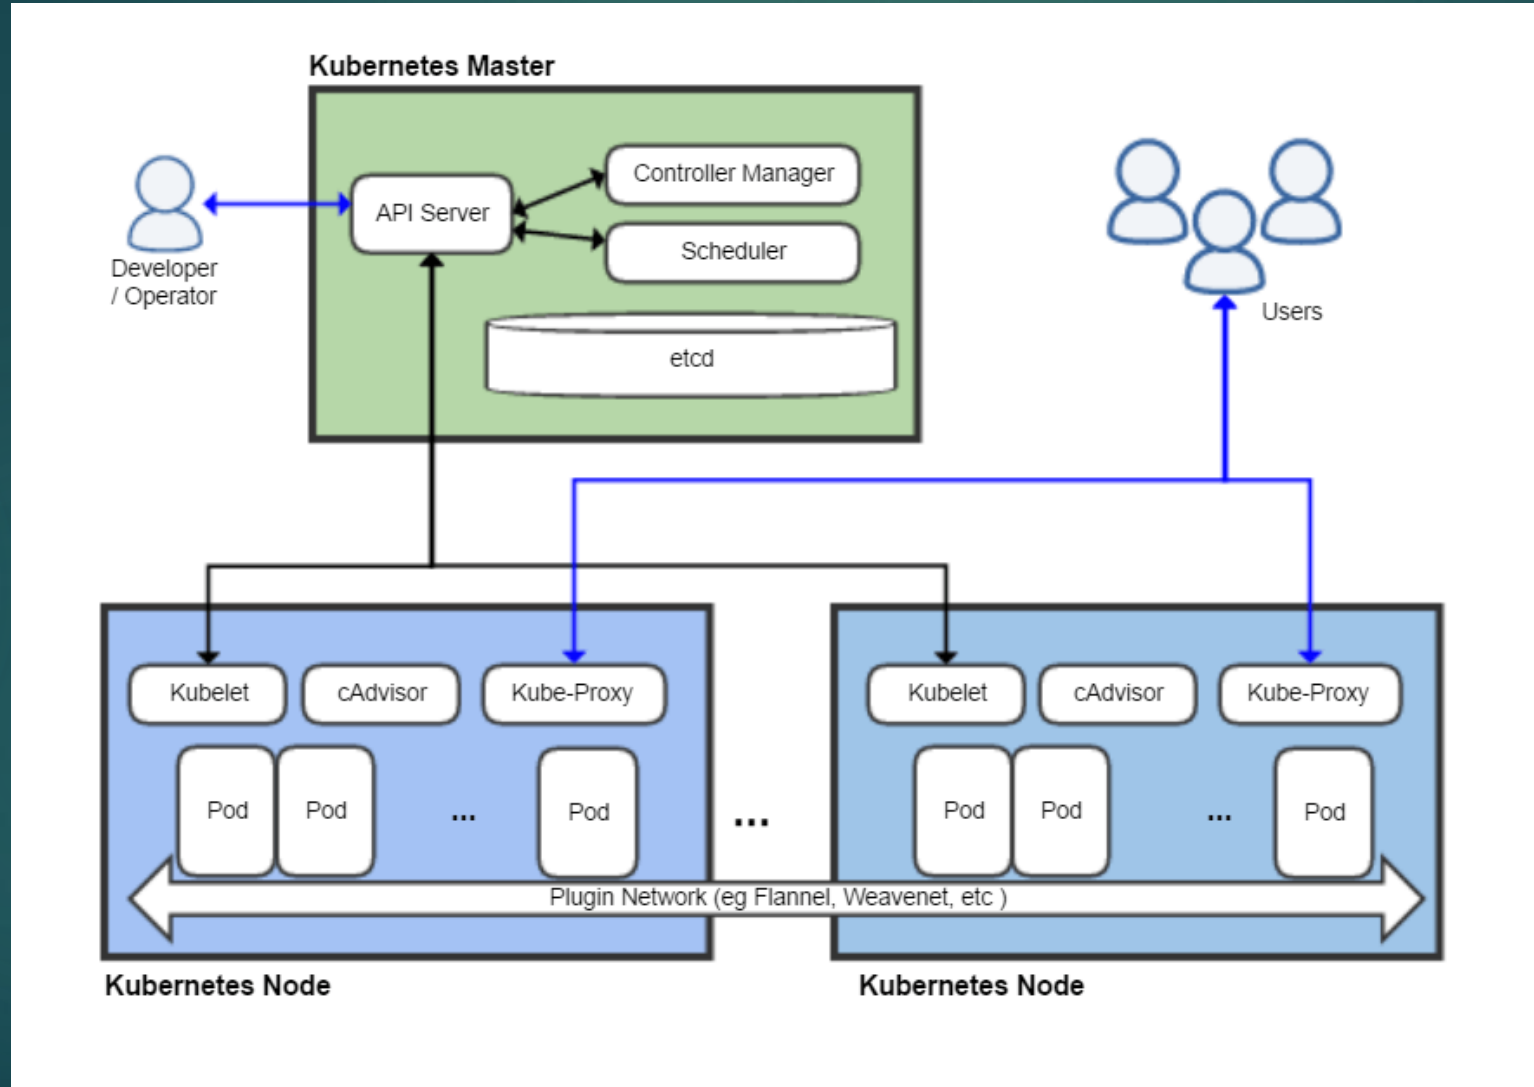 Kubernetes Master
Controller Manager
API Server
Scheduler
Developer
/ Operator
Users
etcd
Kubelet
cAdvisor
Kube-Proxy
Kubelet
cAdvisor
Kube-Proxy
Pod
Pod
...
Pod
...
Pod
Pod
...
Pod
Plugin Network (eg Flannel, Weavenet, etc )
Kubernetes Node
Kubernetes Node